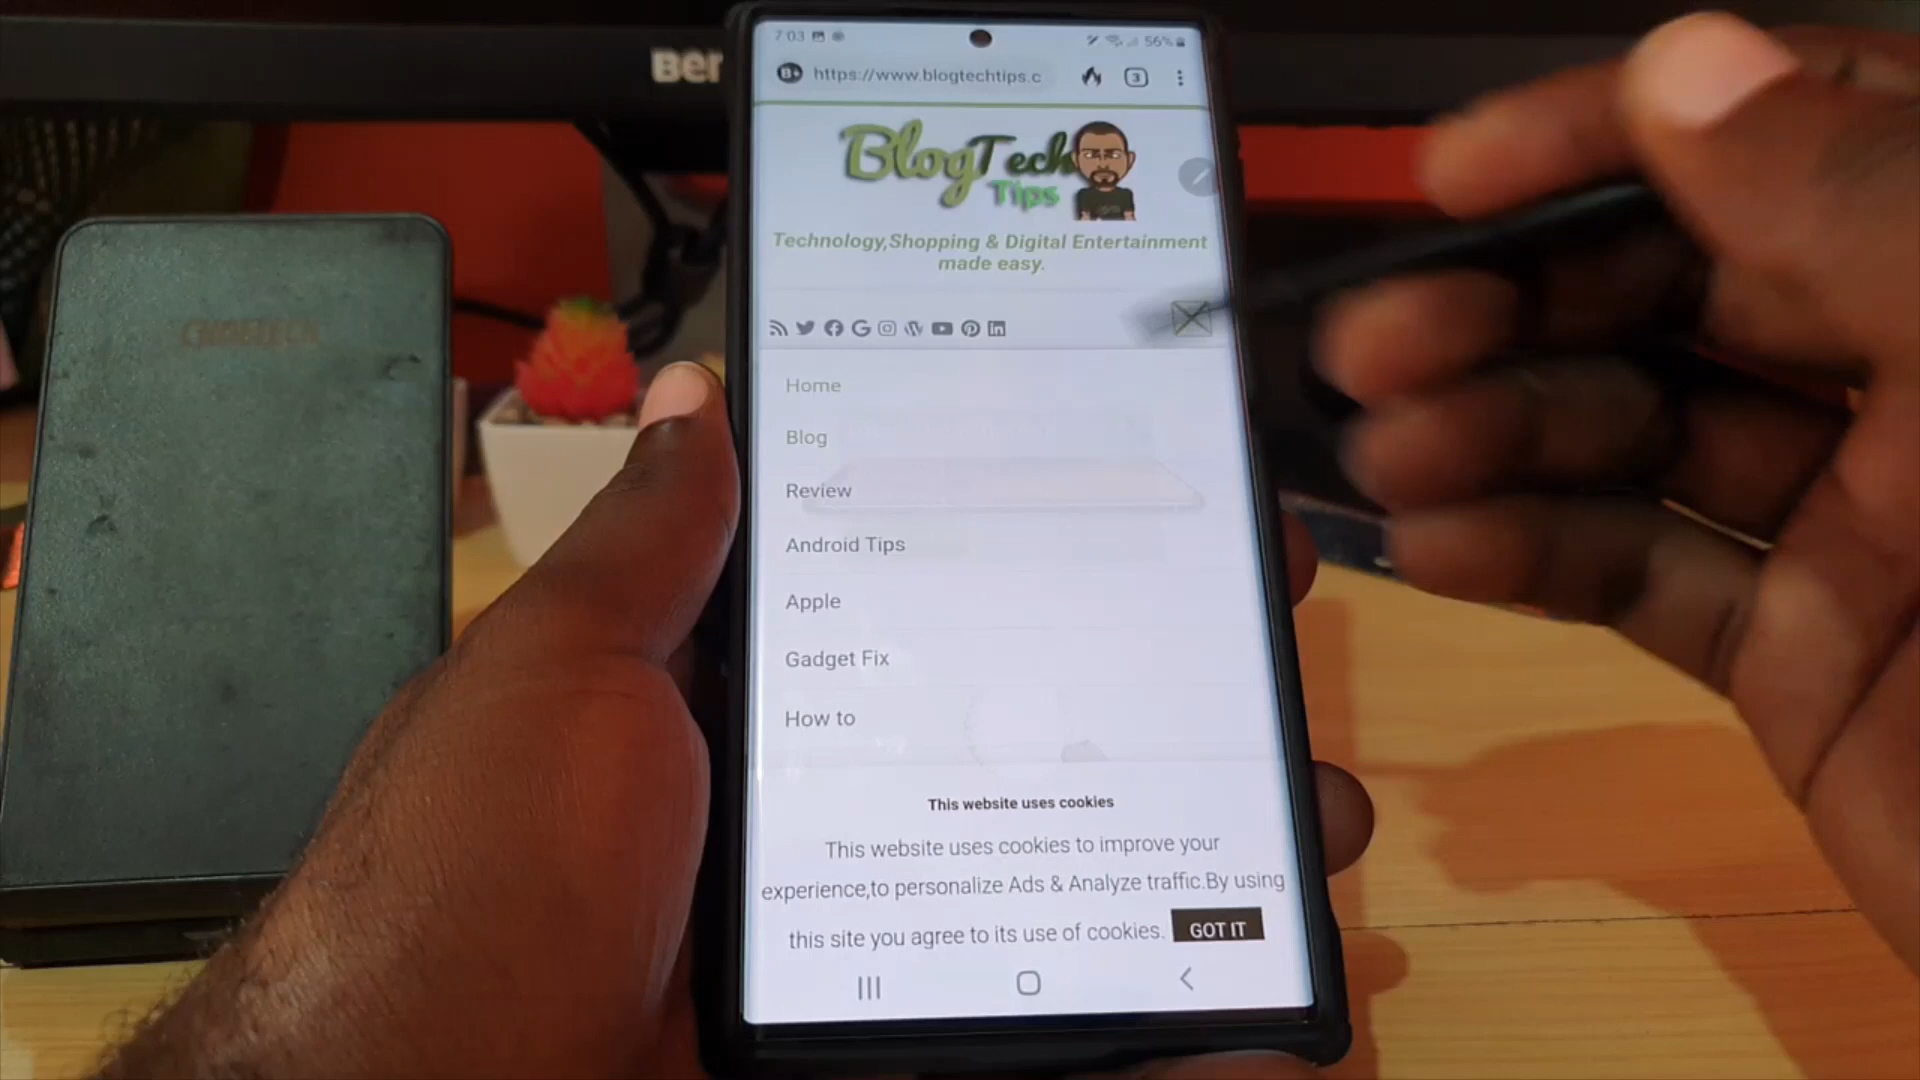 Ben
7:03
56%
https://www.blogtechtips.c
3
BlogTech
Tips
Technology,Shopping & Digital Entertainment
made easy.
Home
Blog
Review
Android Tips
Apple
Gadget Fix
How to
This website uses cookies
This website uses cookies to improve your
experience,to personalize Ads & Analyze traffic.By using
this site you agree to its use of cookies. GOT IT
CHOETECH